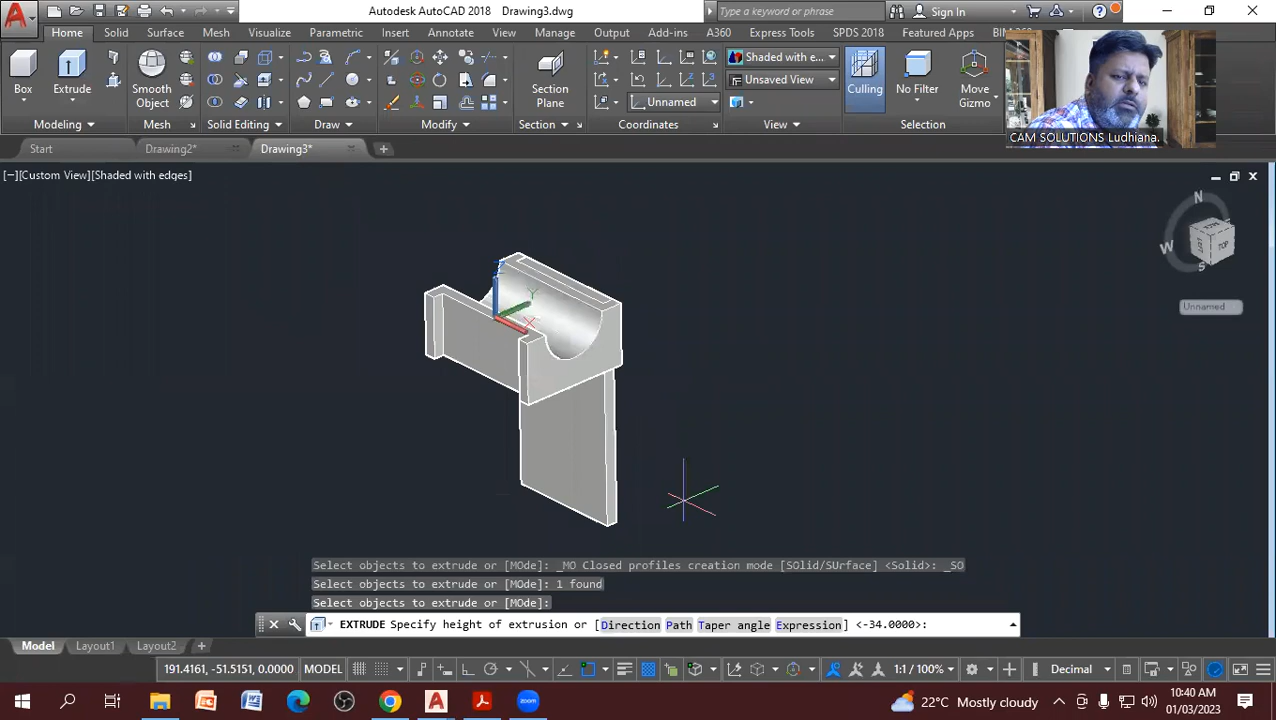 Autodesk AutoCAD 2018 Drawing3.dwg
Type a keyword or phrase
Sign In
Home Solid Surface Mesh Visualize Parametric Insert Annotate View Manage Output Add-ins A360 Express Tools SPDS 2018 Featured Apps
Shaded with e...
Unsaved View
Unnamed
Box
Extrude
Smooth Object
Section Plane
Culling
No Filter
Move Gizmo
Modeling
Mesh
Solid Editing
Draw
Modify
Section
Coordinates
View
Selection
CAM SOLUTIONS Ludhiana.
Start
Drawing2*
Drawing3*
[−][Custom View][Shaded with edges]
N
W
S
LEFT
TOP
Unnamed
Z
Y
X
Select objects to extrude or [MOde]: _MO Closed profiles creation mode [SOlid/SUrface] <Solid>: _SO
Select objects to extrude or [MOde]: 1 found
Select objects to extrude or [MOde]:
EXTRUDE Specify height of extrusion or [Direction Path Taper angle Expression] <-34.0000>:
Model
Layout1
Layout2
191.4161, -51.5151, 0.0000
MODEL
1:1 / 100%
Decimal
22°C Mostly cloudy
10:40 AM
01/03/2023